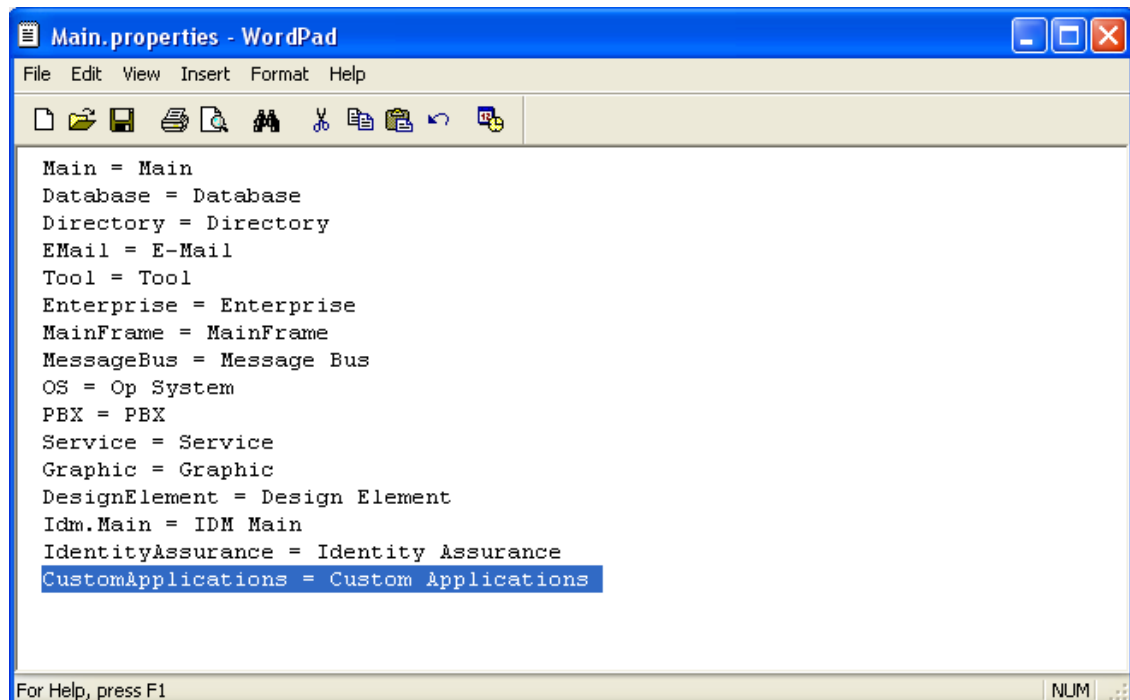 Main.properties - WordPad
File Edit View Insert Format Help
Main = Main
Database = Database
Directory = Directory
EMail = E-Mail
Tool = Tool
Enterprise = Enterprise
MainFrame = MainFrame
MessageBus = Message Bus
OS = Op System
PBX = PBX
Service = Service
Graphic = Graphic
DesignElement = Design Element
Idm.Main = IDM Main
IdentityAssurance = Identity Assurance
CustomApplications = Custom Applications
For Help, press F1 NUM